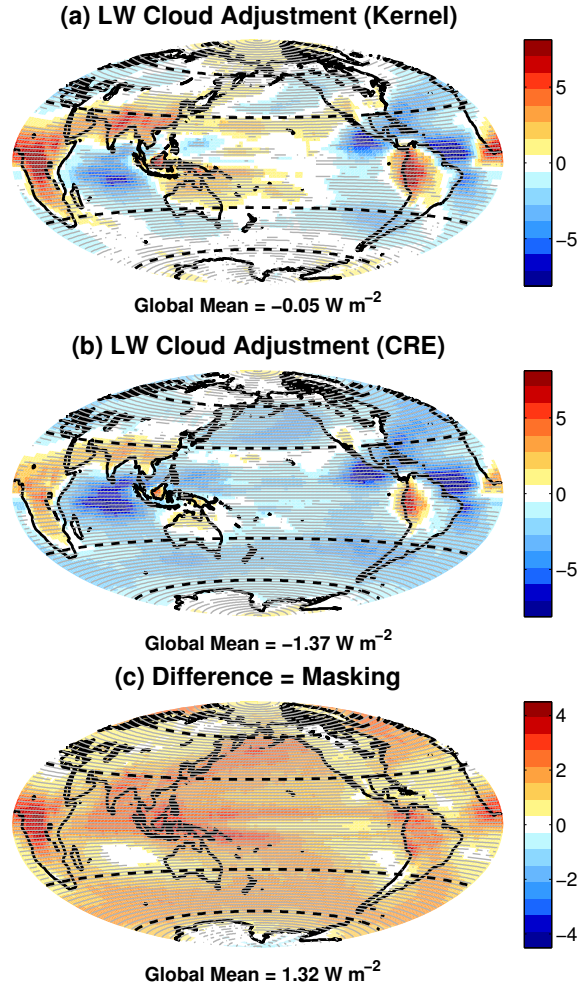 (a) LW Cloud Adjustment (Kernel)
5
0
−5
Global Mean = −0.05 W m−2
(b) LW Cloud Adjustment (CRE)
5
0
−5
Global Mean = −1.37 W m−2
(c) Difference = Masking
4
2
0
−2
−4
Global Mean = 1.32 W m−2